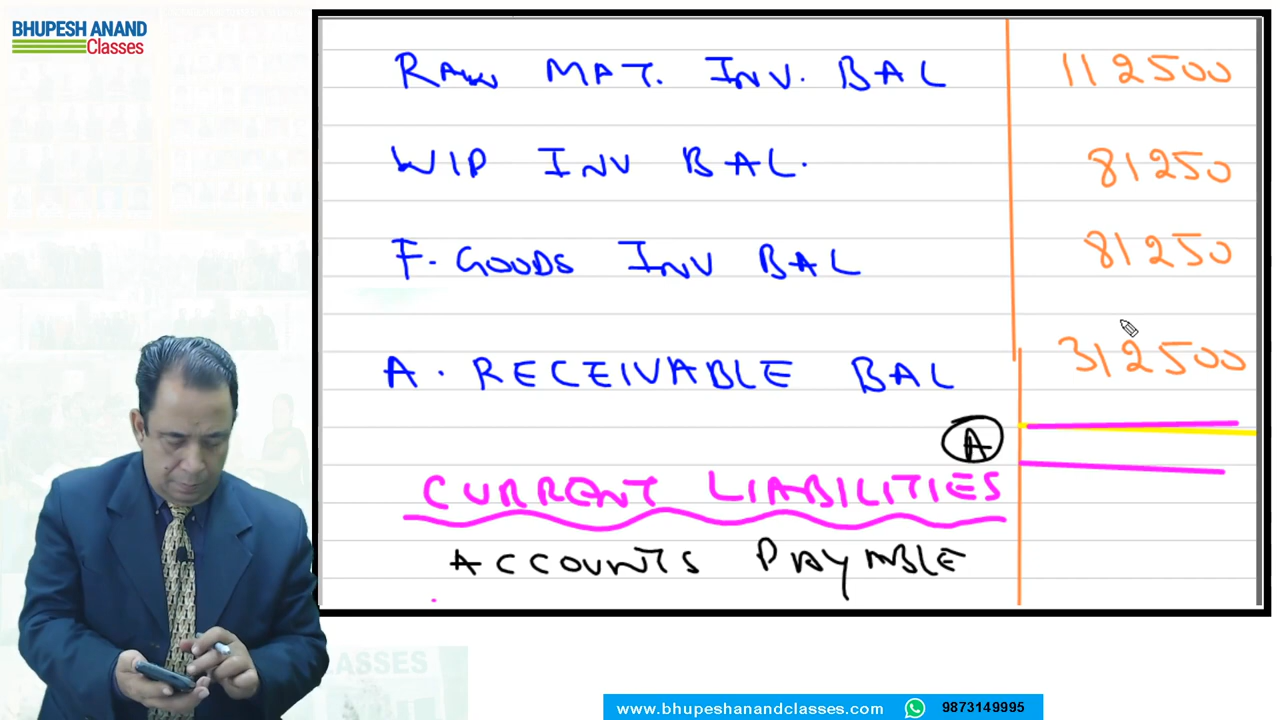 BHUPESH ANAND
Classes
RAW MAT. INV. BAL 112500
WIP INV BAL. 81250
F. GOODS INV BAL 81250
A. RECEIVABLE BAL 312500
A
CURRENT LIABILITIES
ACCOUNTS PAYABLE
CLASSES
www.bhupeshanandclasses.com 9873149995